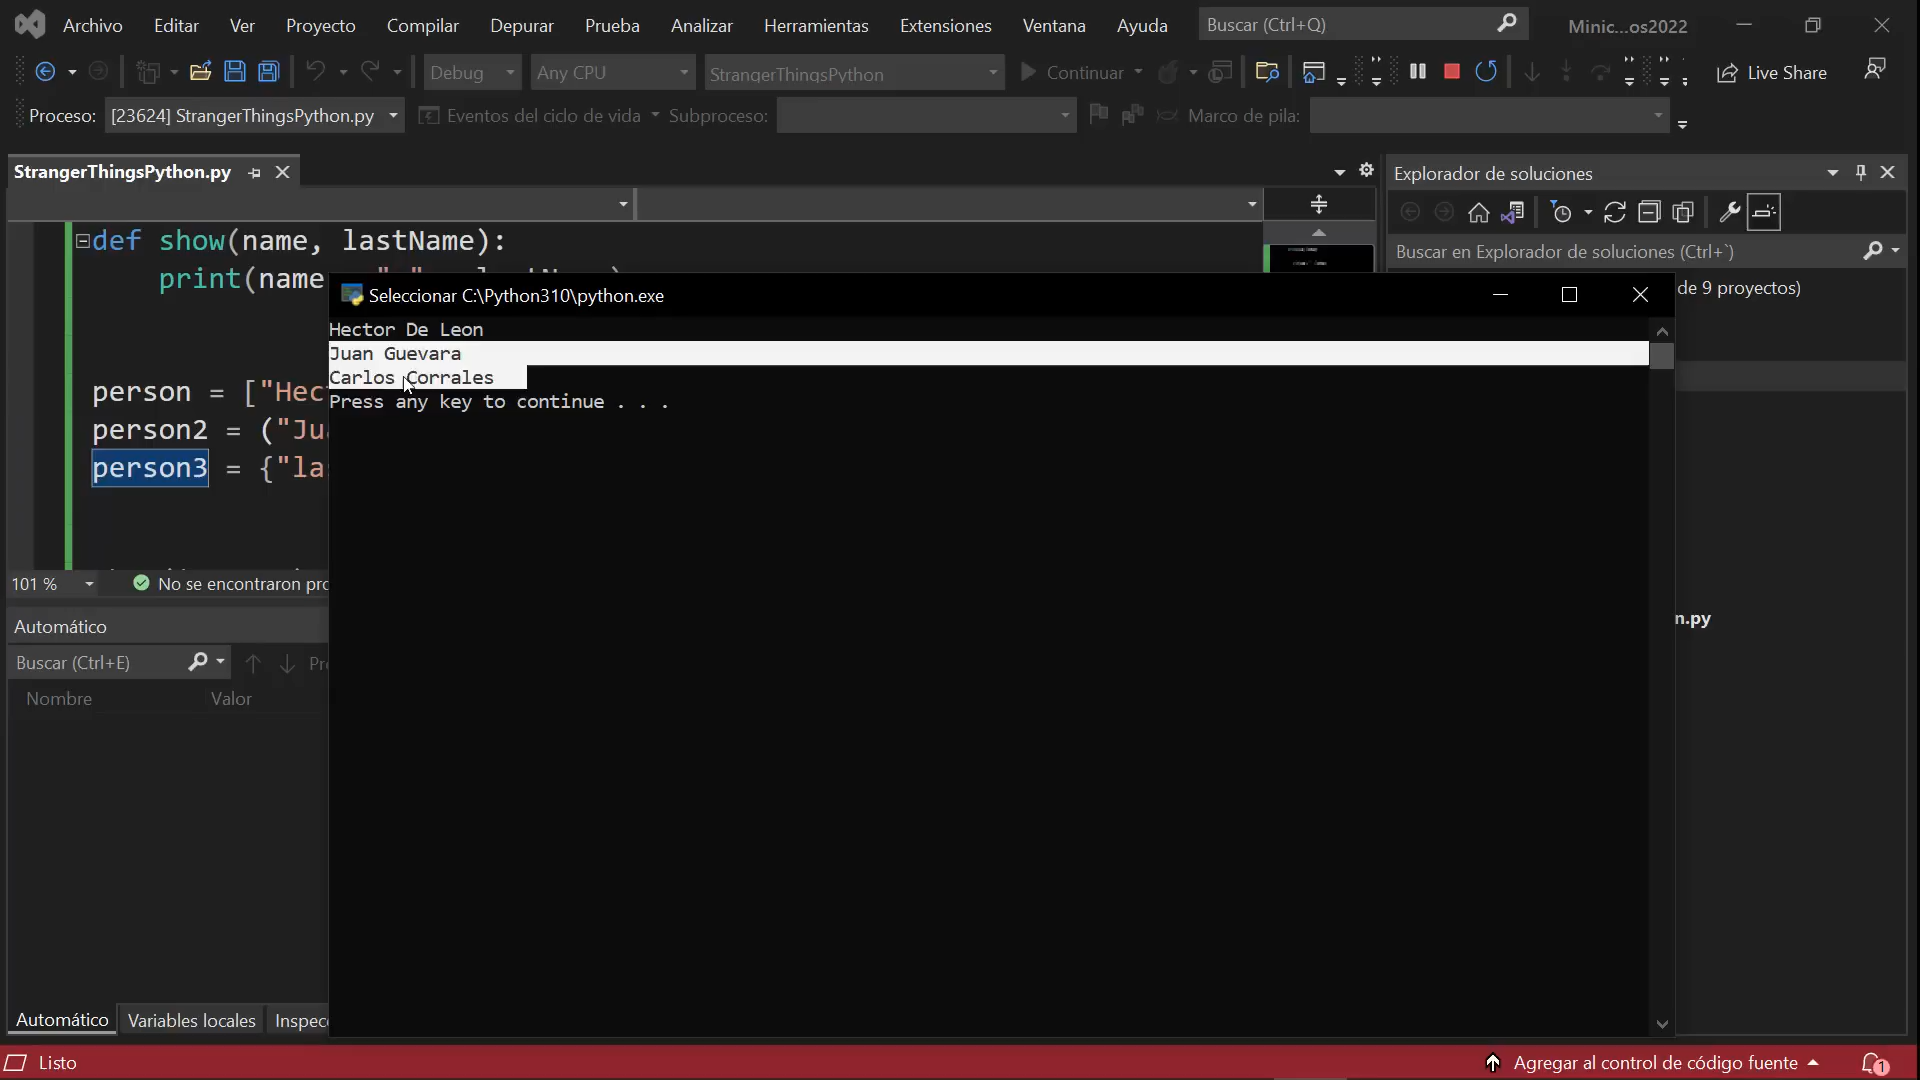 Archivo Editar Ver Proyecto Compilar Depurar Prueba Analizar Herramientas Extensiones Ventana Ayuda Buscar (Ctrl+Q) Minic...os2022
Debug Any CPU StrangerThingsPython Continuar Live Share
Proceso: [23624] StrangerThingsPython.py Eventos del ciclo de vida Subproceso: Marco de pila:
StrangerThingsPython.py
Explorador de soluciones
Buscar en Explorador de soluciones (Ctrl+`)
de 9 proyectos)
n.py
def show(name, lastName):
print(name
person = ["Hec
person2 = ("Ju
person3 = {"la
Seleccionar C:\Python310\python.exe
Hector De Leon
Juan Guevara
Carlos Corrales
Press any key to continue . . .
101 % No se encontraron pro
Automático
Buscar (Ctrl+E) Pr
Nombre Valor
Automático Variables locales Inspec
Listo Agregar al control de código fuente 1